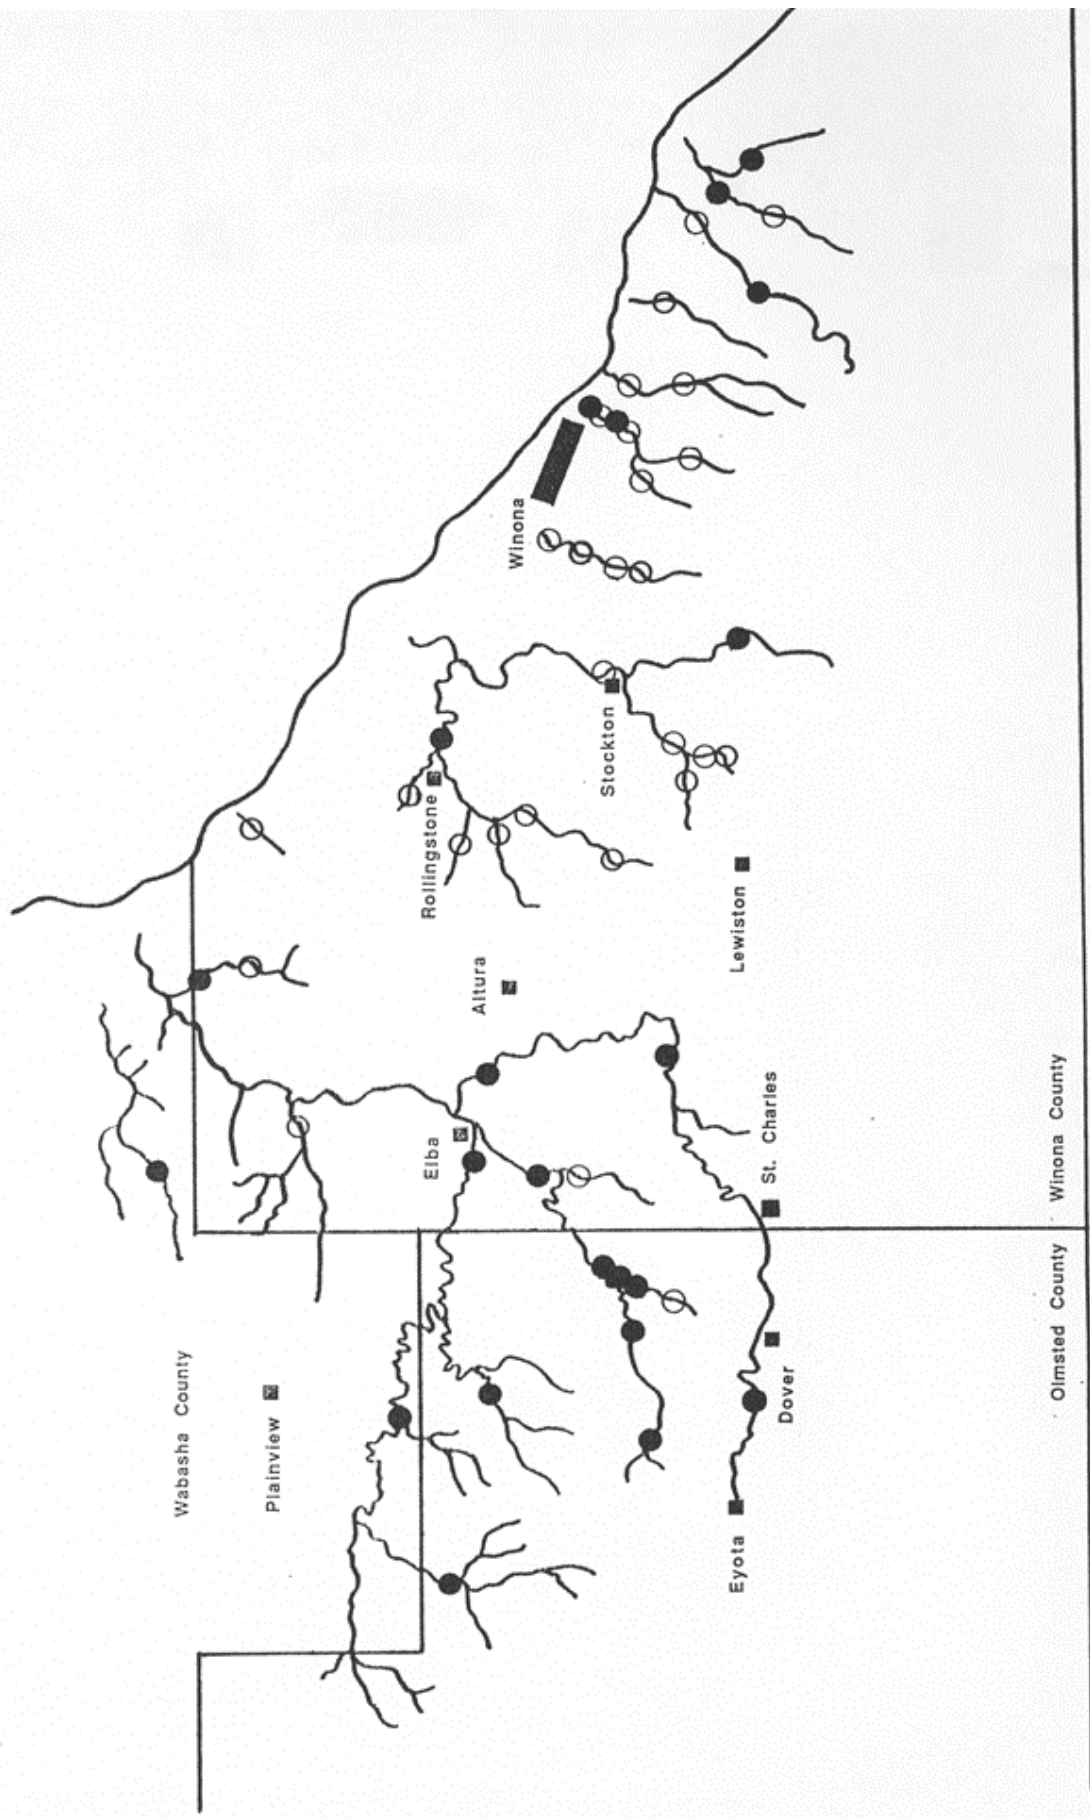 Wabasha County
Plainview
Elba
Altura
Rollingstone
Winona
Stockton
Lewiston
St. Charles
Dover
Eyota
Olmsted County
Winona County